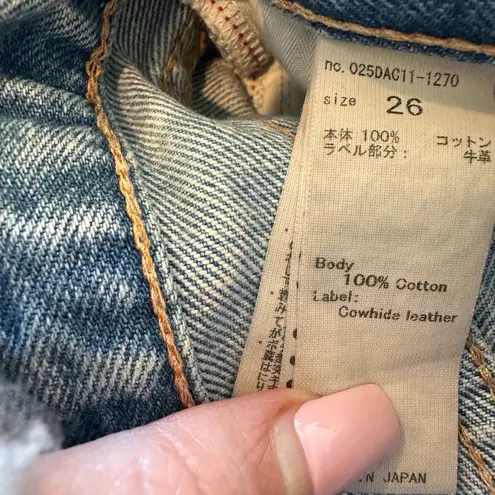 no. 025DAC11-1270
size 26
本体 100% コットン
ラベル部分： 牛革
Body
100% Cotton
Label:
Cowhide leather
N JAPAN